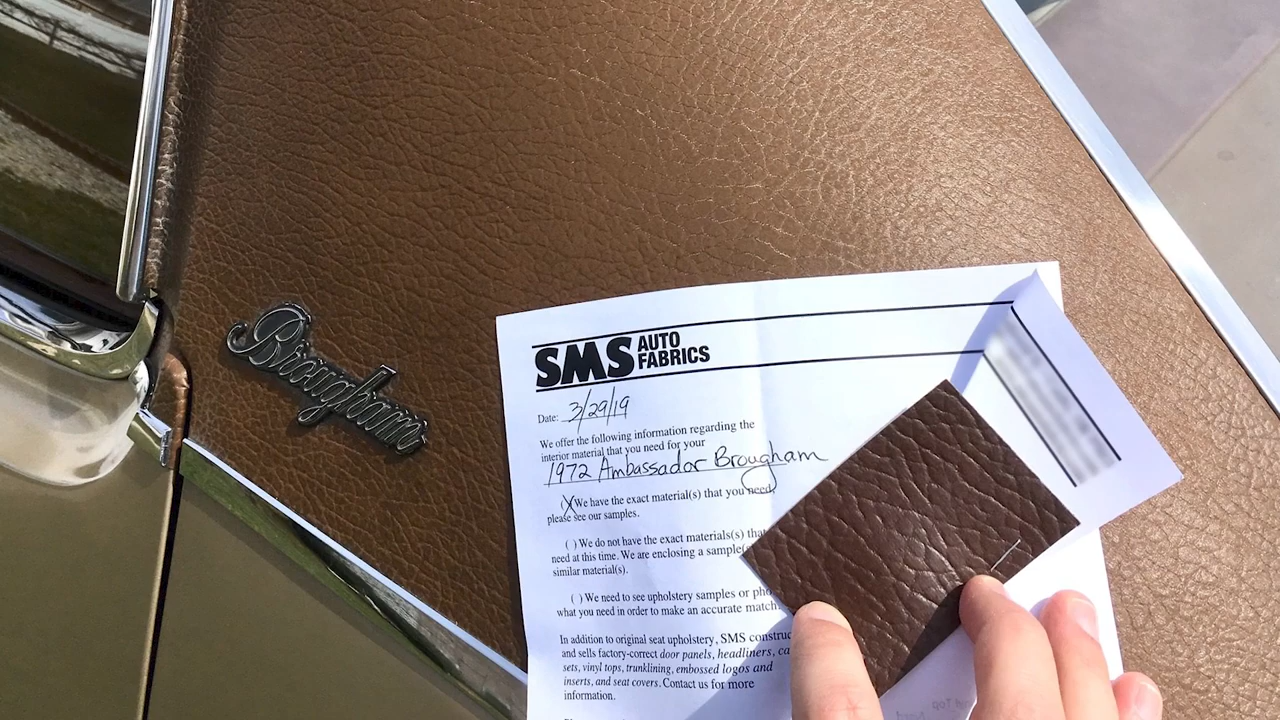 Brougham
SMS AUTO
FABRICS
Date: 3/29/19
We offer the following information regarding the
interior material that you need for your
1972 Ambassador Brougham
(X) We have the exact material(s) that you need,
please see our samples.
( ) We do not have the exact materials(s) that
need at this time. We are enclosing a sample(
similar material(s).
( ) We need to see upholstery samples or pho
what you need in order to make an accurate match.
In addition to original seat upholstery, SMS construc
and sells factory-correct door panels, headliners, ca
sets, vinyl tops, trunklining, embossed logos and
inserts, and seat covers. Contact us for more
information.